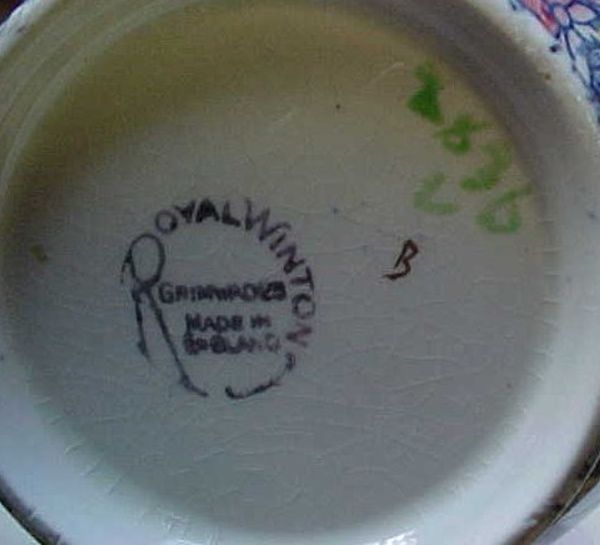 ROYAL WINTON
GRIMWADES
MADE IN
ENGLAND
B